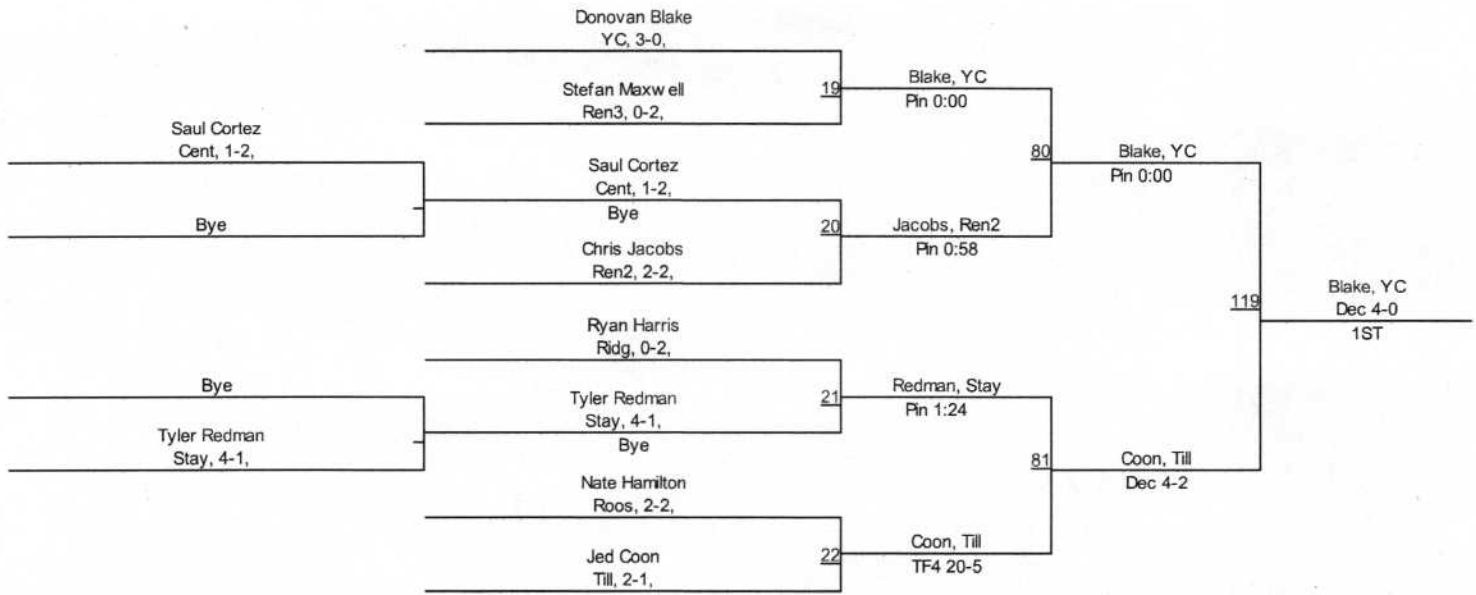 Donovan Blake
YC, 3-0,
Stefan Maxwell
Ren3, 0-2,
19
Blake, YC
Pin 0:00
Saul Cortez
Cent, 1-2,
Bye
Saul Cortez
Cent, 1-2,
Bye
Chris Jacobs
Ren2, 2-2,
20
Jacobs, Ren2
Pin 0:58
80
Blake, YC
Pin 0:00
Ryan Harris
Ridg, 0-2,
Bye
Tyler Redman
Stay, 4-1,
Tyler Redman
Stay, 4-1,
Bye
21
Redman, Stay
Pin 1:24
Nate Hamilton
Roos, 2-2,
Jed Coon
Till, 2-1,
22
Coon, Till
TF4 20-5
81
Coon, Till
Dec 4-2
119
Blake, YC
Dec 4-0
1ST